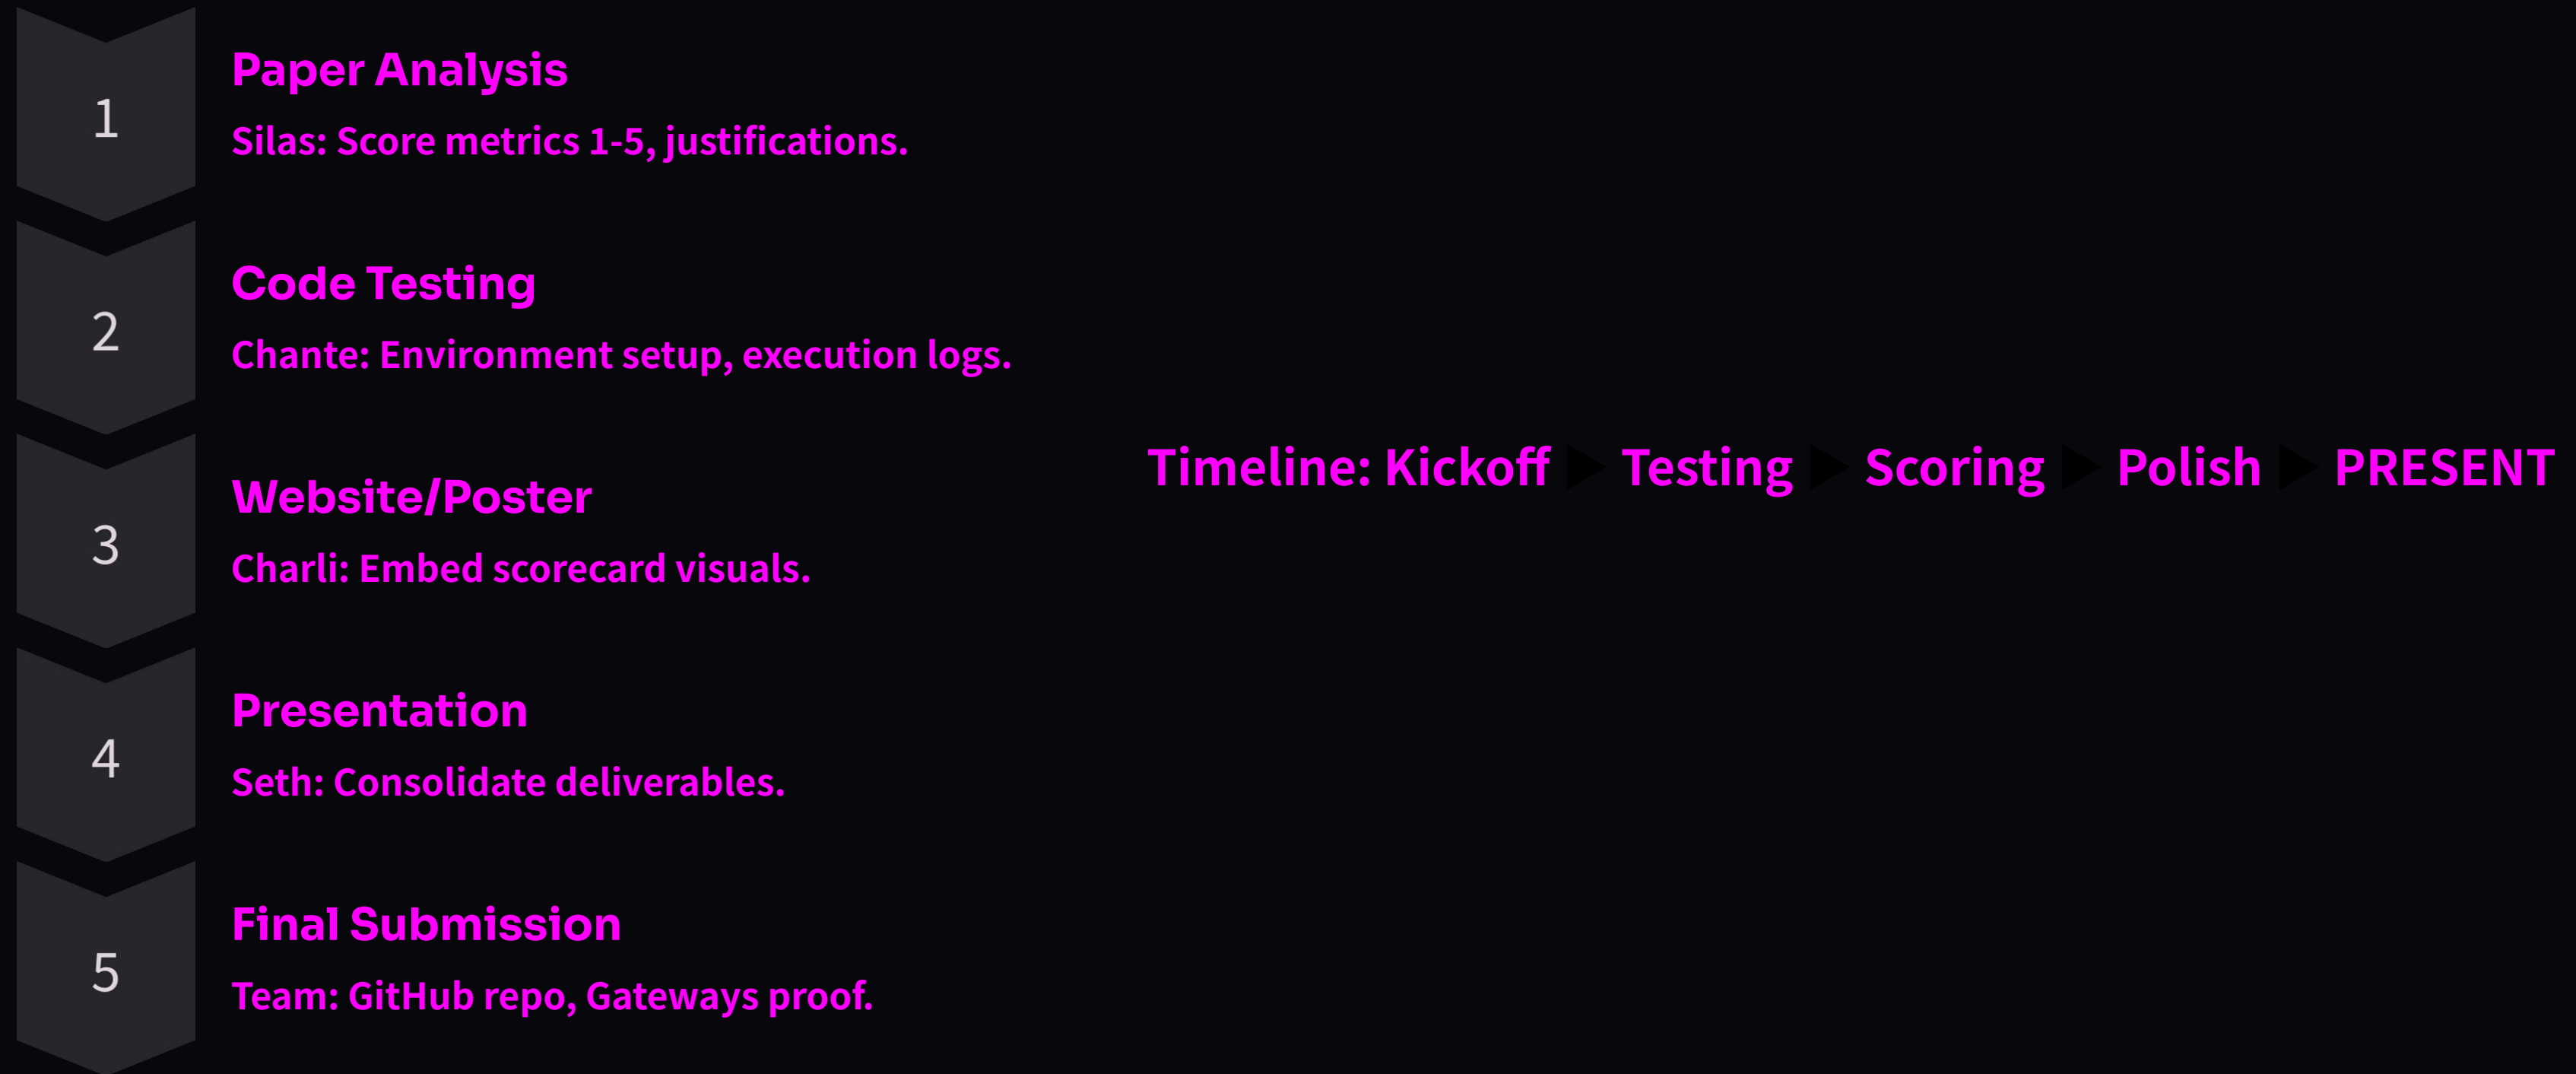 1
Paper Analysis
Silas: Score metrics 1-5, justifications.
2
Code Testing
Chante: Environment setup, execution logs.
3
Website/Poster
Charli: Embed scorecard visuals.
4
Presentation
Seth: Consolidate deliverables.
5
Final Submission
Team: GitHub repo, Gateways proof.
Timeline: Kickoff ▶ Testing ▶ Scoring ▶ Polish ▶ PRESENT